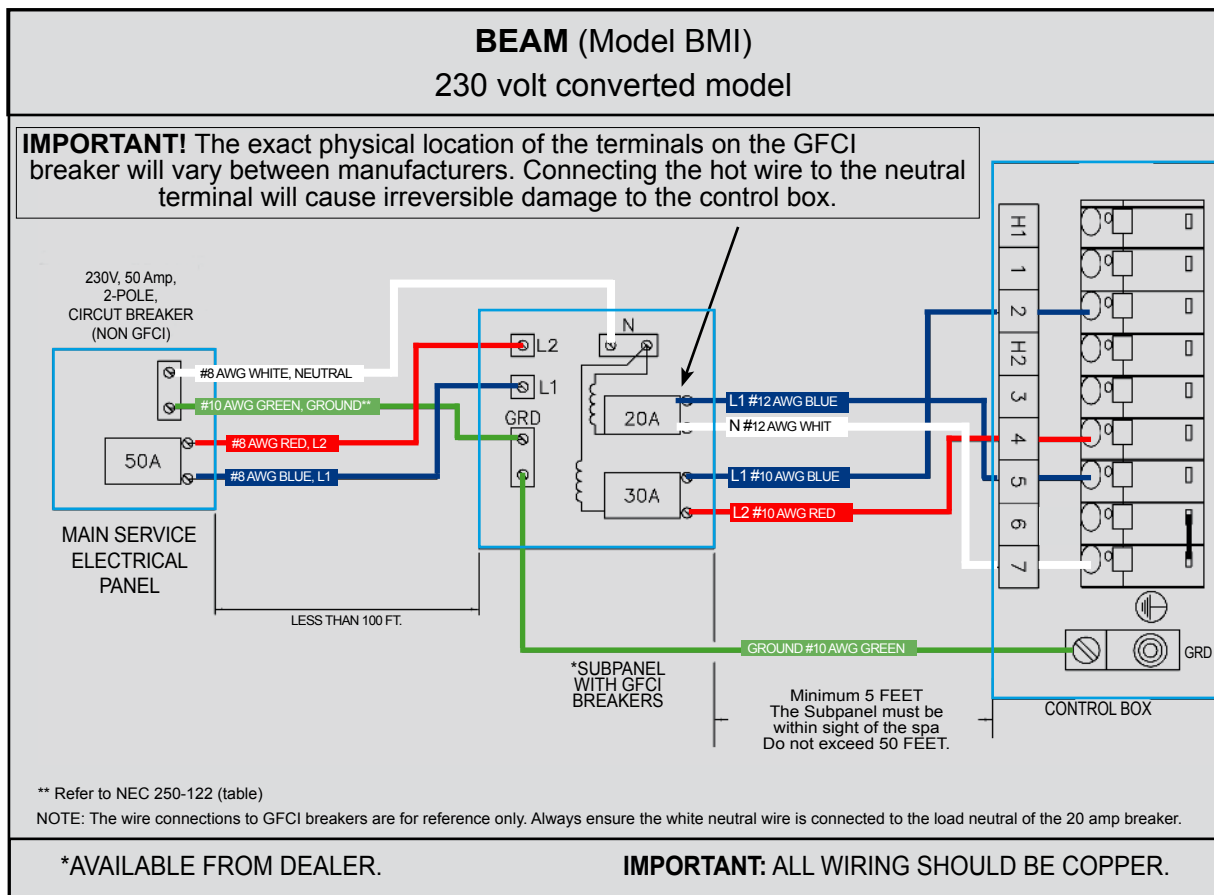 BEAM (Model BMI)
230 volt converted model
IMPORTANT! The exact physical location of the terminals on the GFCI
breaker will vary between manufacturers. Connecting the hot wire to the neutral
terminal will cause irreversible damage to the control box.
230V, 50 Amp,
2-POLE,
CIRCUT BREAKER
(NON GFCI)
#8 AWG WHITE, NEUTRAL
#10 AWG GREEN, GROUND**
#8 AWG RED, L2
#8 AWG BLUE, L1
50A
MAIN SERVICE
ELECTRICAL
PANEL
LESS THAN 100 FT.
L2
L1
GRD
N
20A
30A
*SUBPANEL
WITH GFCI
BREAKERS
L1 #12 AWG BLUE
N #12 AWG WHIT
L1 #10 AWG BLUE
L2 #10 AWG RED
GROUND #10 AWG GREEN
Minimum 5 FEET
The Subpanel must be
within sight of the spa
Do not exceed 50 FEET.
H1
1
2
H2
3
4
5
6
7
GRD
CONTROL BOX
** Refer to NEC 250-122 (table)
NOTE: The wire connections to GFCI breakers are for reference only. Always ensure the white neutral wire is connected to the load neutral of the 20 amp breaker.
*AVAILABLE FROM DEALER.
IMPORTANT: ALL WIRING SHOULD BE COPPER.